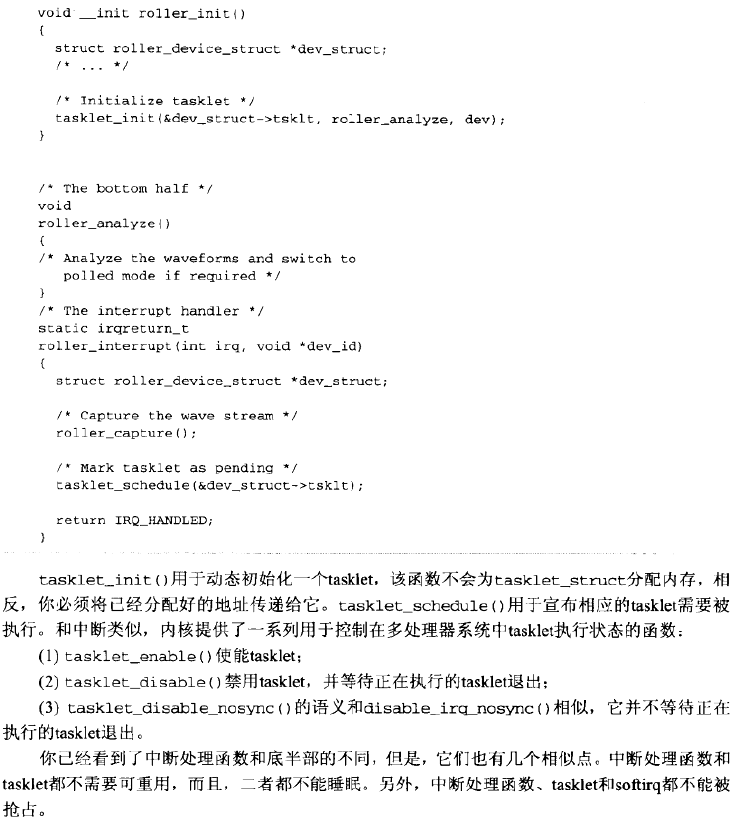 void __init roller_init()
{
struct roller_device_struct *dev_struct;
/* ... */
/* Initialize tasklet */
tasklet_init(&dev_struct->tsklt, roller_analyze, dev);
}
/* The bottom half */
void
roller_analyze()
{
/* Analyze the waveforms and switch to
polled mode if required */
}
/* The interrupt handler */
static irqreturn_t
roller_interrupt(int irq, void *dev_id)
{
struct roller_device_struct *dev_struct;
/* Capture the wave stream */
roller_capture();
/* Mark tasklet as pending */
tasklet_schedule(&dev_struct->tsklt);
return IRQ_HANDLED;
}
tasklet_init()用于动态初始化一个tasklet，该函数不会为tasklet_struct分配内存，相
反，你必须将已经分配好的地址传递给它。tasklet_schedule()用于宣布相应的tasklet需要被
执行。和中断类似，内核提供了一系列用于控制在多处理器系统中tasklet执行状态的函数：
(1) tasklet_enable()使能tasklet；
(2) tasklet_disable()禁用tasklet，并等待正在执行的tasklet退出；
(3) tasklet_disable_nosync()的语义和disable_irq_nosync()相似，它并不等待正在
执行的tasklet退出。
你已经看到了中断处理函数和底半部的不同，但是，它们也有几个相似点。中断处理函数和
tasklet都不需要可重用，而且，二者都不能睡眠。另外，中断处理函数、tasklet和softirq都不能被
抢占。